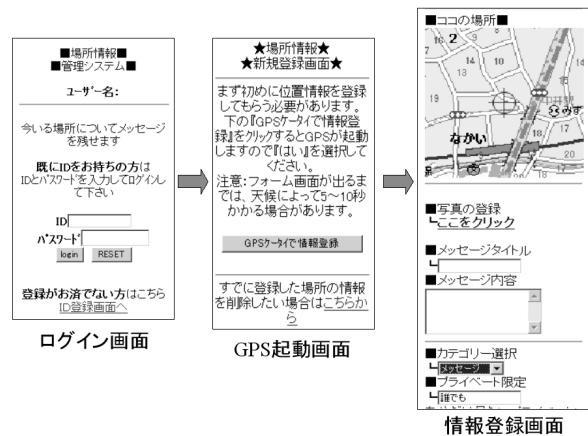 ■場所情報■
■管理システム■
ユーザー名:
今いる場所についてメッセージ
を残せます
既にIDをお持ちの方は
IDとパスワードを入力してログインし
て下さい
ID
パスワード
login RESET
登録がお済でない方はこちら
ID登録画面へ
ログイン画面
★場所情報★
★新規登録画面★
まず初めに位置情報を登録
してもらう必要があります。
下の『GPSケータイで情報登
録』をクリックするとGPSが起動
しますので『はい』を選択して
ください。
注意:フォーム画面が出るま
では、天候によって5~10秒
かかる場合があります。
GPSケータイで情報登録
すでに登録した場所の情報
を削除したい場合はこちらか
ら
GPS起動画面
■ココの場所■
16 2 9
14 10
13
15 14
19
ながい
18 17
20
■写真の登録
┗ここをクリック
■メッセージタイトル
┗
■メッセージ内容
■カテゴリー選択
┗メッセージ
■プライベート限定
┗誰でも
情報登録画面